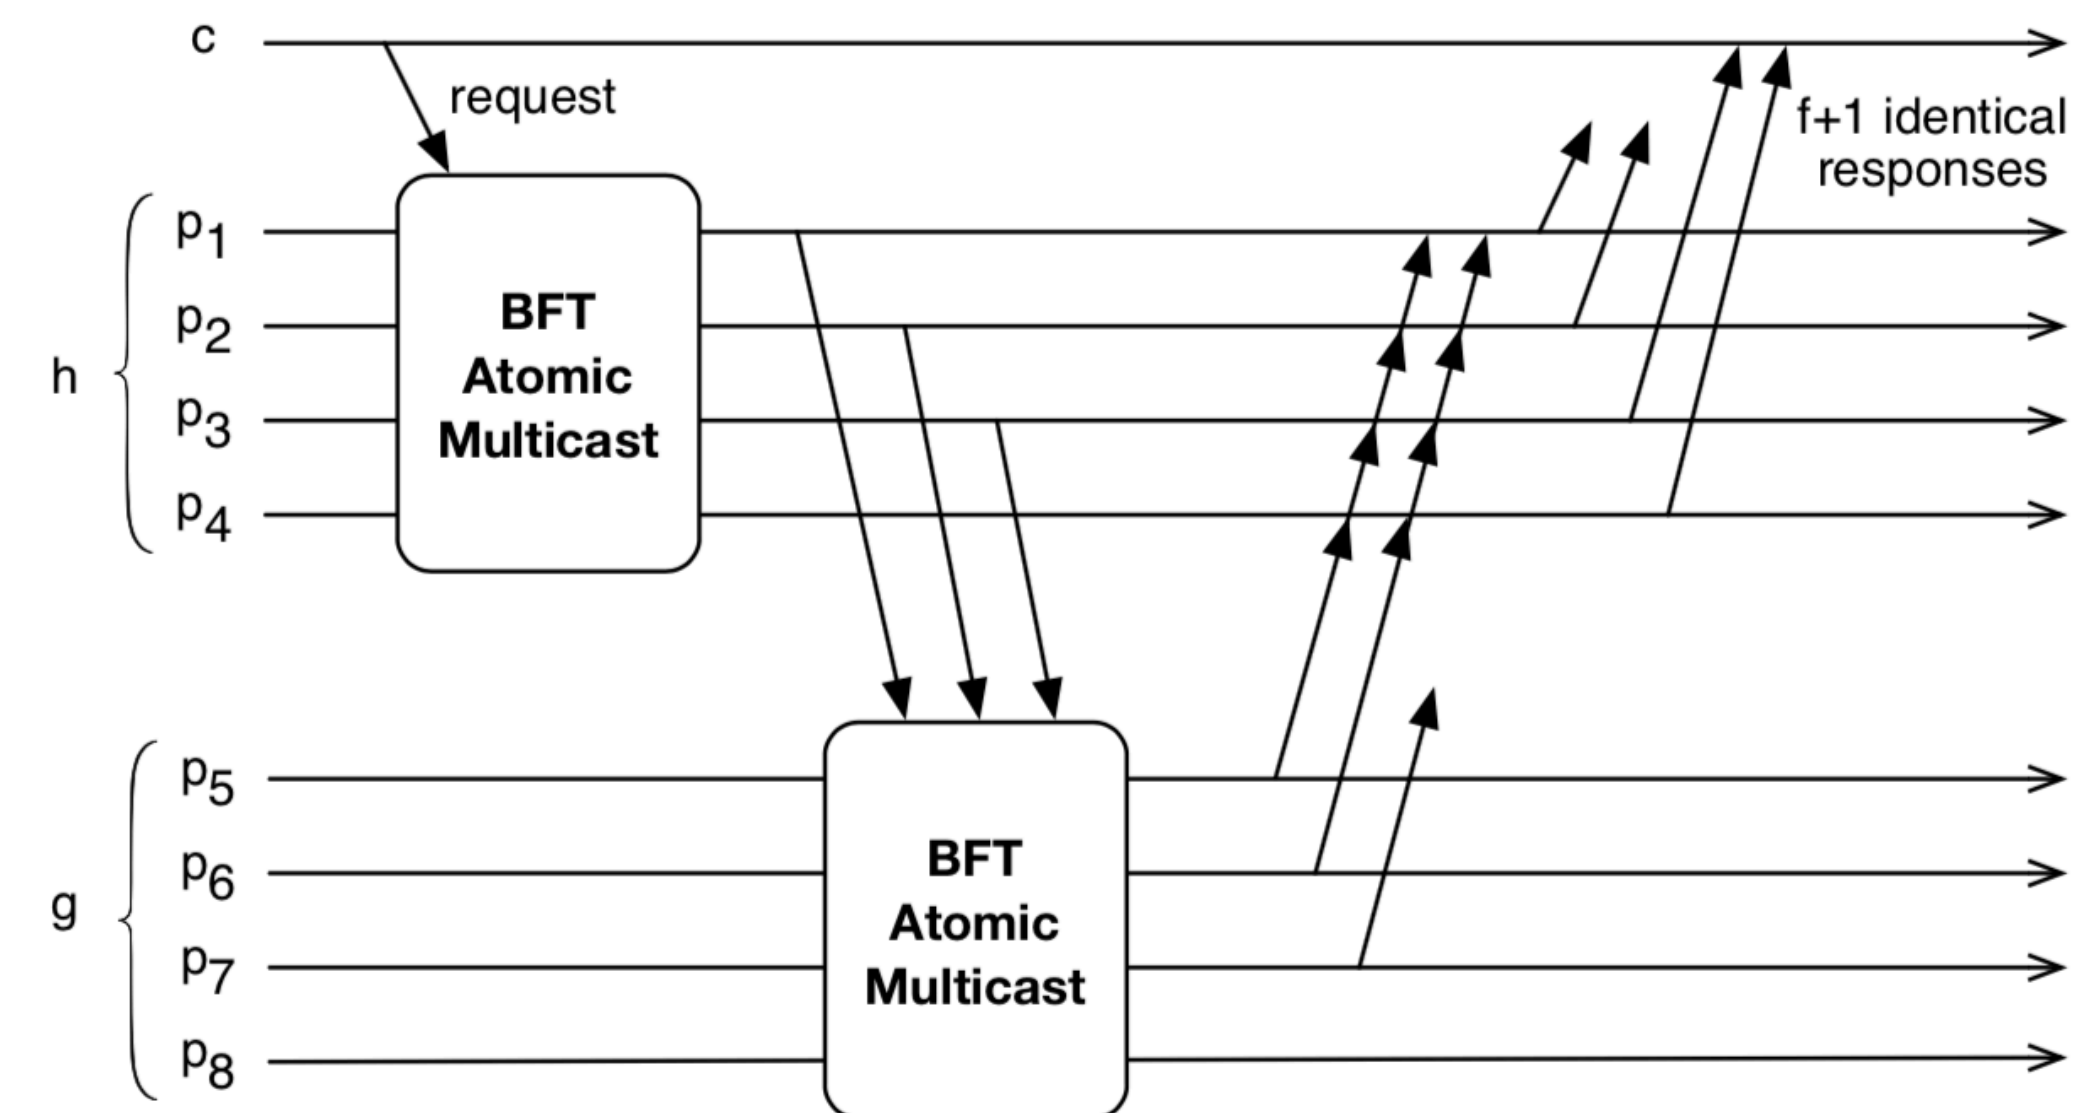 c
request
f+1 identical
responses
h
p1
p2
p3
p4
BFT
Atomic
Multicast
g
p5
p6
p7
p8
BFT
Atomic
Multicast